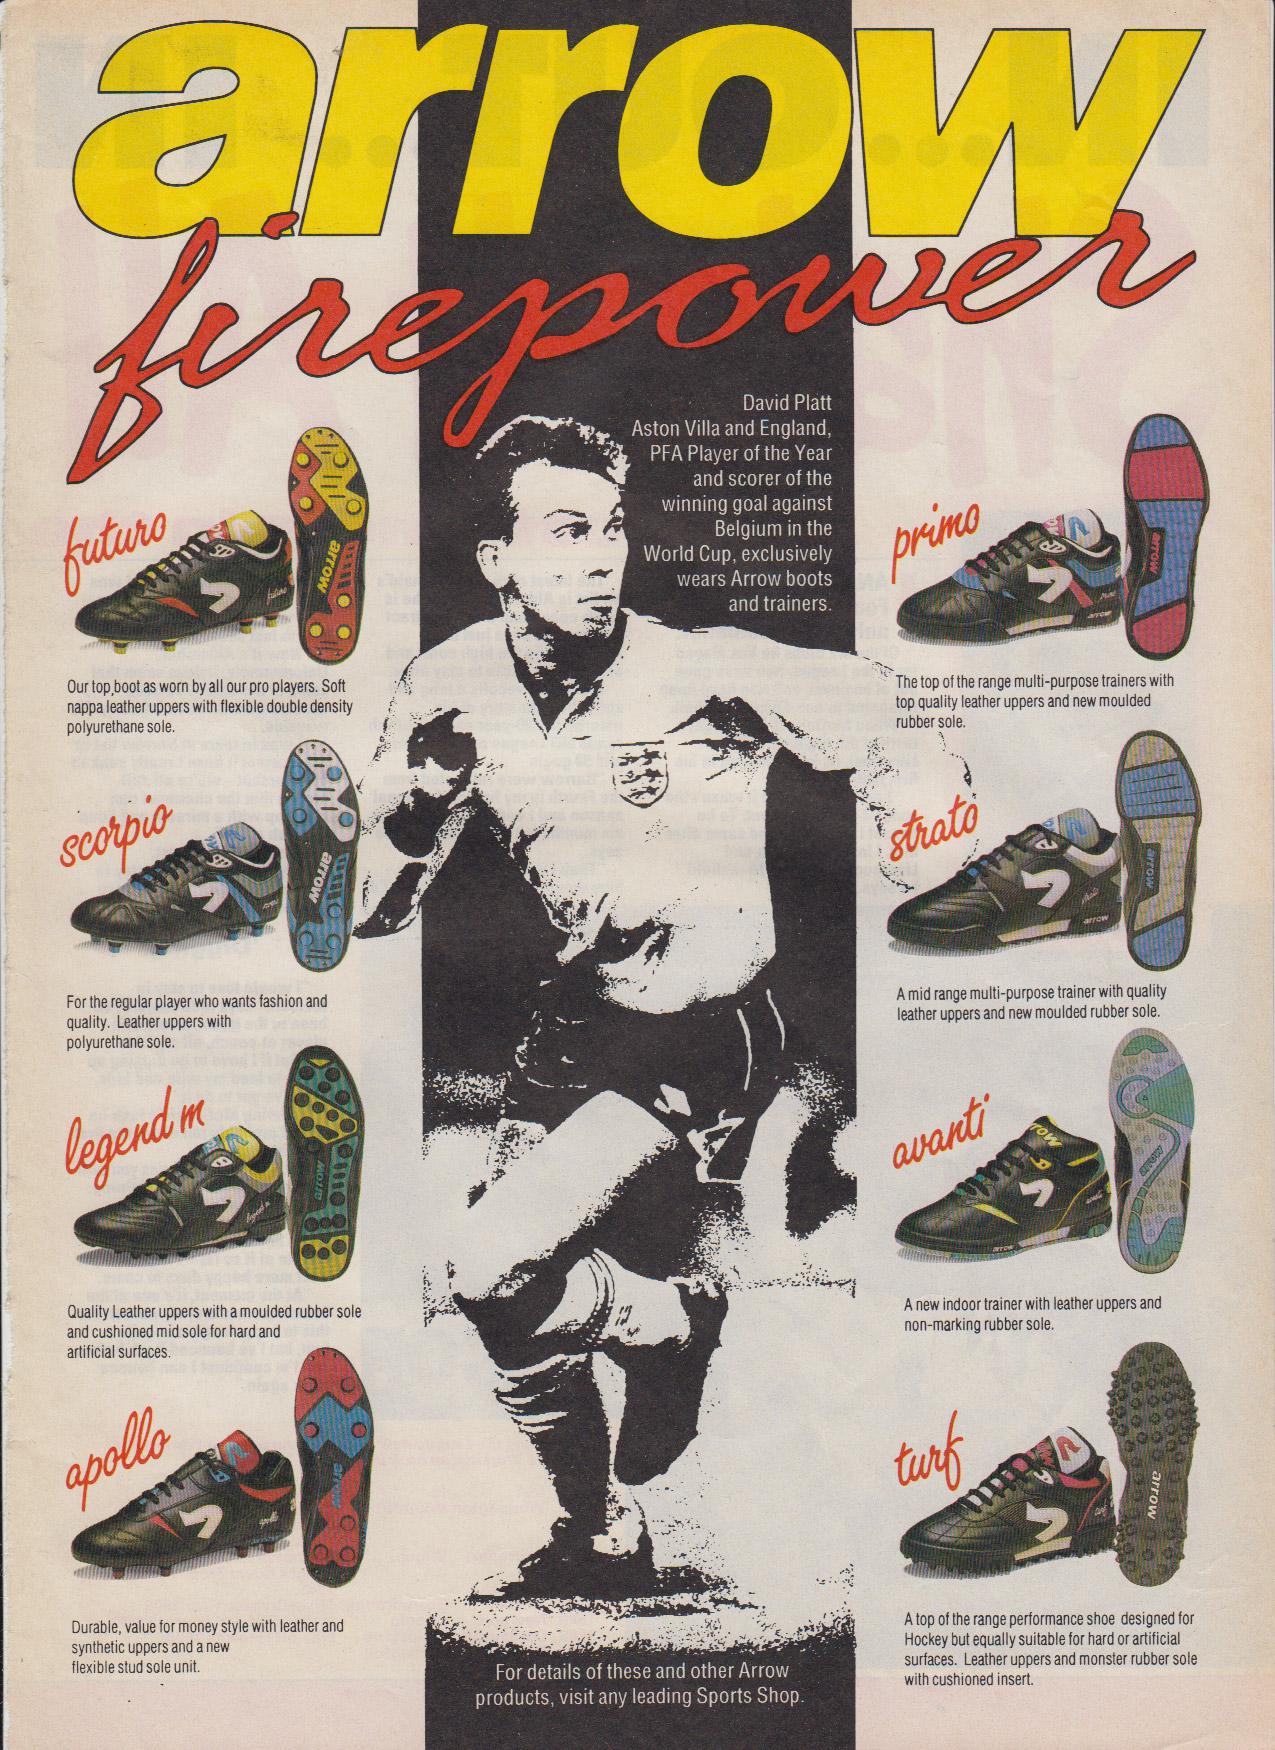 arrow
firepower
David Platt
Aston Villa and England,
PFA Player of the Year
and scorer of the
winning goal against
Belgium in the
World Cup, exclusively
wears Arrow boots
and trainers.
futuro
arrow
Our top boot as worn by all our pro players. Soft
nappa leather uppers with flexible double density
polyurethane sole.
scorpio
arrow
For the regular player who wants fashion and
quality. Leather uppers with
polyurethane sole.
legend m
arrow
Quality Leather uppers with a moulded rubber sole
and cushioned mid sole for hard and
artificial surfaces.
apollo
arrow
Durable, value for money style with leather and
synthetic uppers and a new
flexible stud sole unit.
primo
arrow
The top of the range multi-purpose trainers with
top quality leather uppers and new moulded
rubber sole.
strato
arrow
A mid range multi-purpose trainer with quality
leather uppers and new moulded rubber sole.
avanti
arrow
A new indoor trainer with leather uppers and
non-marking rubber sole.
turf
arrow
A top of the range performance shoe designed for
Hockey but equally suitable for hard or artificial
surfaces. Leather uppers and monster rubber sole
with cushioned insert.
For details of these and other Arrow
products, visit any leading Sports Shop.